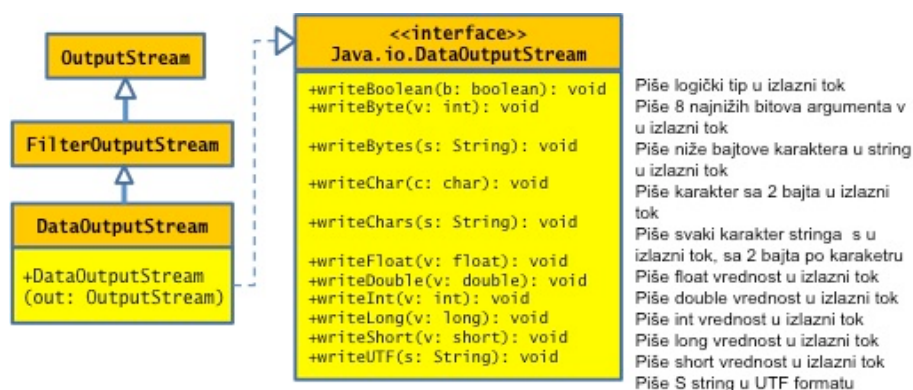 OutputStream
FilterOutputStream
DataOutputStream
+DataOutputStream
(out: OutputStream)
<<interface>>
Java.io.DataOutputStream
+writeBoolean(b: boolean): void
+writeByte(v: int): void
+writeBytes(s: String): void
+writeChar(c: char): void
+writeChars(s: String): void
+writeFloat(v: float): void
+writeDouble(v: double): void
+writeInt(v: int): void
+writeLong(v: long): void
+writeShort(v: short): void
+writeUTF(s: String): void
Piše logički tip u izlazni tok
Piše 8 najnižih bitova argumenta v
u izlazni tok
Piše niže bajtove karaktera u string
u izlazni tok
Piše karakter sa 2 bajta u izlazni
tok
Piše svaki karakter stringa s u
izlazni tok, sa 2 bajta po karaketru
Piše float vrednost u izlazni tok
Piše double vrednost u izlazni tok
Piše int vrednost u izlazni tok
Piše long vrednost u izlazni tok
Piše short vrednost u izlazni tok
Piše S string u UTF formatu